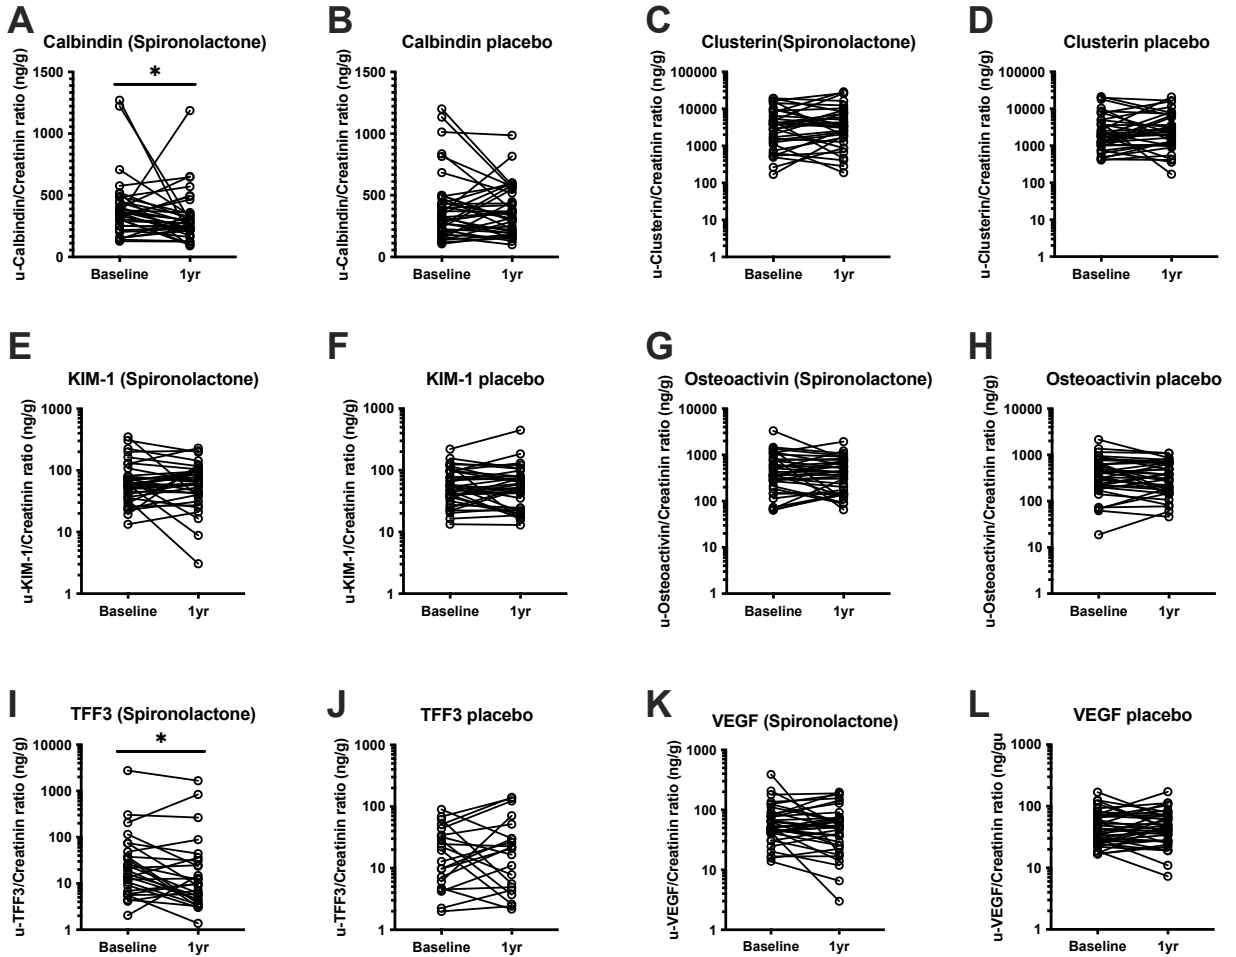 A
Calbindin (Spironolactone)
u-Calbindin/Creatinin ratio (ng/g)
1500
1000
500
0
*
Baseline
1yr
B
Calbindin placebo
u-Calbindin/Creatinin ratio (ng/g)
1500
1000
500
0
Baseline
1yr
C
Clusterin(Spironolactone)
u-Clusterin/Creatinin ratio (ng/g)
100000
10000
1000
100
10
1
Baseline
1yr
D
Clusterin placebo
u-Clusterin/Creatinin ratio (ng/g)
100000
10000
1000
100
10
1
Baseline
1yr
E
KIM-1 (Spironolactone)
u-KIM-1/Creatinin ratio (ng/g)
1000
100
10
1
Baseline
1yr
F
KIM-1 placebo
u-KIM-1/Creatinin ratio (ng/g)
1000
100
10
1
Baseline
1yr
G
Osteoactivin (Spironolactone)
u-Osteoactivin/Creatinin ratio (ng/g)
10000
1000
100
10
1
Baseline
1yr
H
Osteoactivin placebo
u-Osteoactivin/Creatinin ratio (ng/g)
10000
1000
100
10
1
Baseline
1yr
I
TFF3 (Spironolactone)
u-TFF3/Creatinin ratio (ng/g)
10000
1000
100
10
1
*
Baseline
1yr
J
TFF3 placebo
u-TFF3/Creatinin ratio (ng/g)
1000
100
10
1
Baseline
1yr
K
VEGF (Spironolactone)
u-VEGF/Creatinin ratio (ng/g)
1000
100
10
1
Baseline
1yr
L
VEGF placebo
u-VEGF/Creatinin ratio (ng/gu
1000
100
10
1
Baseline
1yr